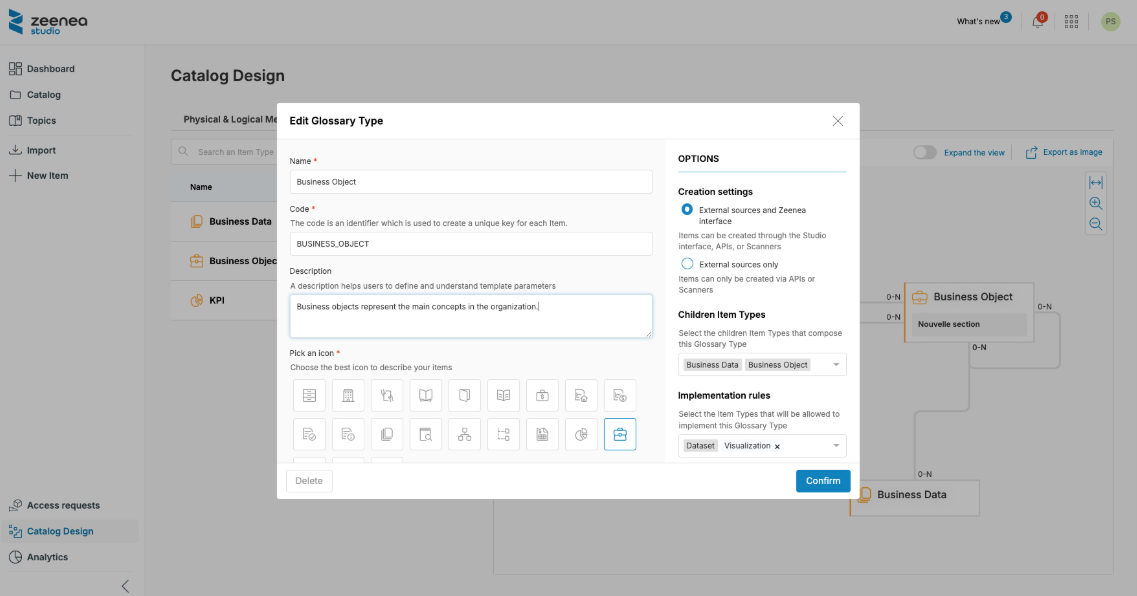 zeenea
studio
What's new
3
0
PS
Dashboard
Catalog
Topics
Import
New Item
Access requests
Catalog Design
Analytics
Catalog Design
Physical & Logical Me
Search an Item Type
Expand the view
Export as image
Name
Business Data
Business Objec
KPI
0-N
0-N
Business Object
Nouvelle section
0-N
0-N
0-N
Business Data
Edit Glossary Type
Name *
Business Object
Code *
The code is an identifier which is used to create a unique key for each Item.
BUSINESS_OBJECT
Description
A description helps users to define and understand template parameters
Business objects represent the main concepts in the organization.
Pick an icon *
Choose the best icon to describe your items
OPTIONS
Creation settings
External sources and Zeenea
interface
Items can be created through the Studio
interface, APIs, or Scanners
External sources only
Items can only be created via APIs or
Scanners
Children Item Types
Select the children Item Types that compose
this Glossary Type
Business Data Business Object
Implementation rules
Select the Item Types that will be allowed to
implement this Glossary Type
Dataset Visualization ×
Delete
Confirm